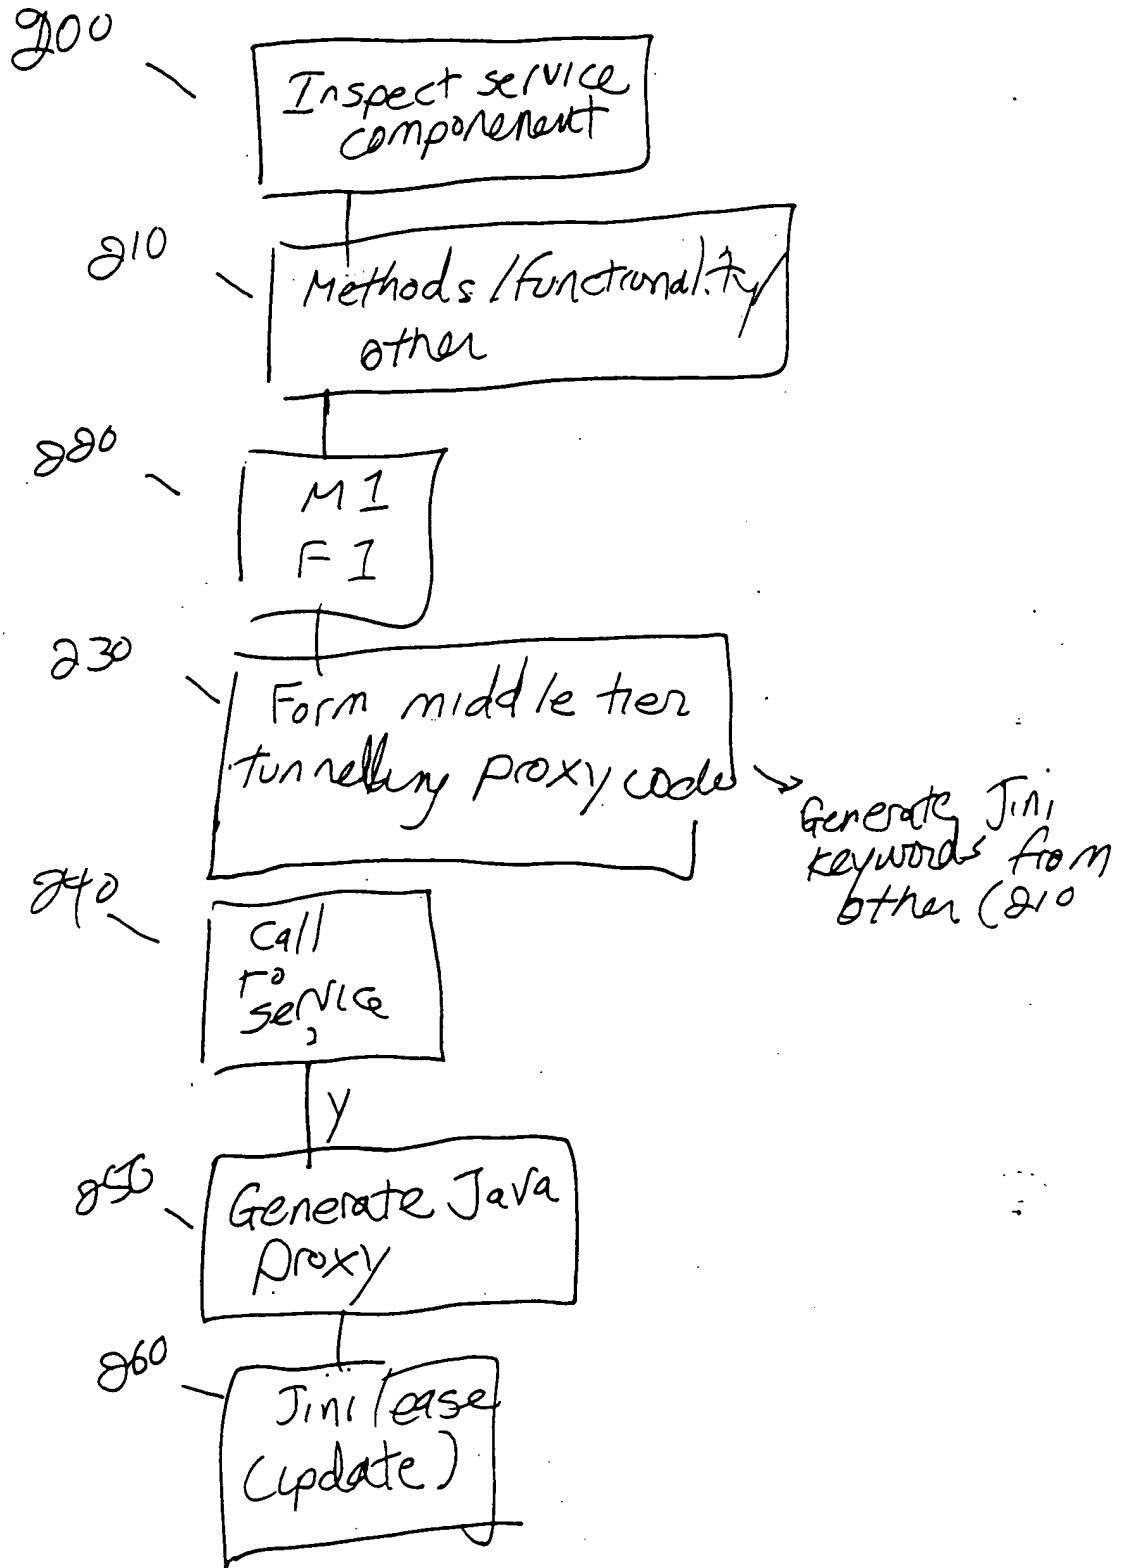 200
Inspect service
componenent
210
Methods/functionality/
other
220
M1
F1
230
Form middle tier
tunnelling proxy code
Generate Jini
keywords from
other (210
240
Call
to
service
?
Y
250
Generate Java
proxy
260
Jini lease
(update)